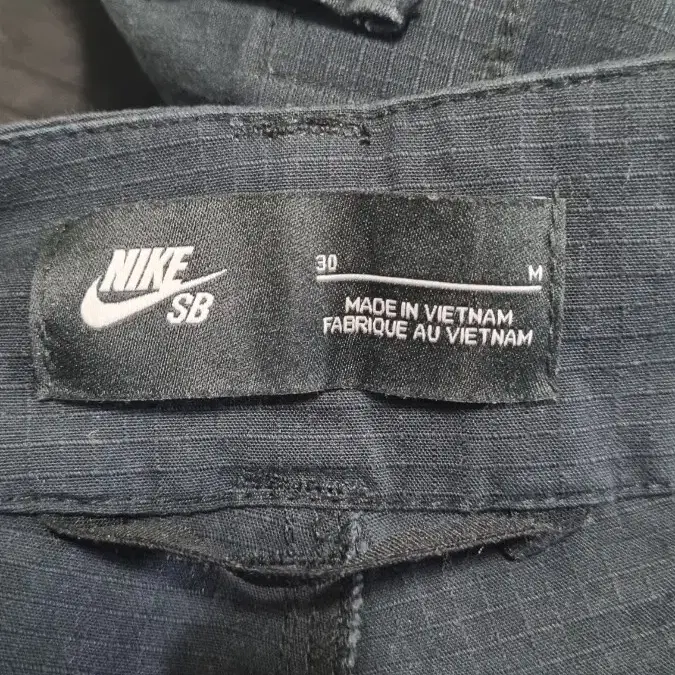 NIKE
SB
30 M
MADE IN VIETNAM
FABRIQUE AU VIETNAM